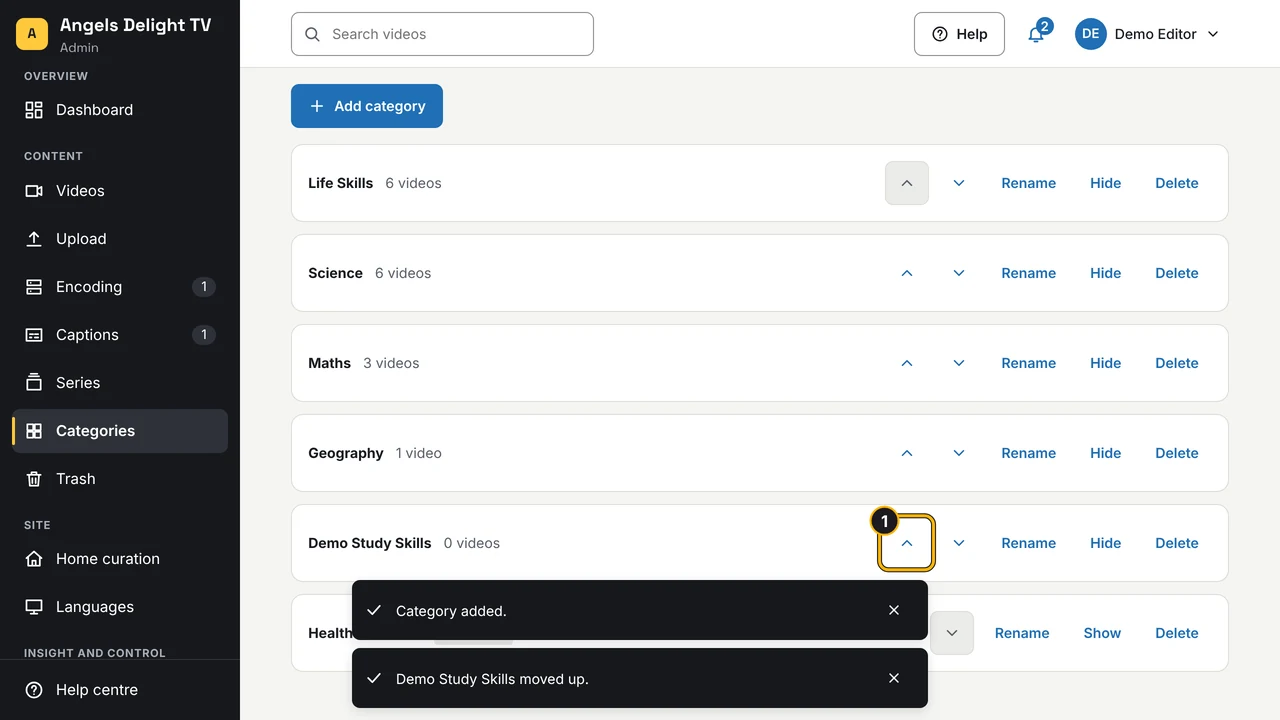 A
Angels Delight TV
Admin
OVERVIEW
Dashboard
CONTENT
Videos
Upload
Encoding 1
Captions 1
Series
Categories
Trash
SITE
Home curation
Languages
INSIGHT AND CONTROL
Help centre
Search videos
Help
2
DE Demo Editor
Add category
Life Skills 6 videos Rename Hide Delete
Science 6 videos Rename Hide Delete
Maths 3 videos Rename Hide Delete
Geography 1 video Rename Hide Delete
1
Demo Study Skills 0 videos Rename Hide Delete
Health Rename Show Delete
Category added.
Demo Study Skills moved up.